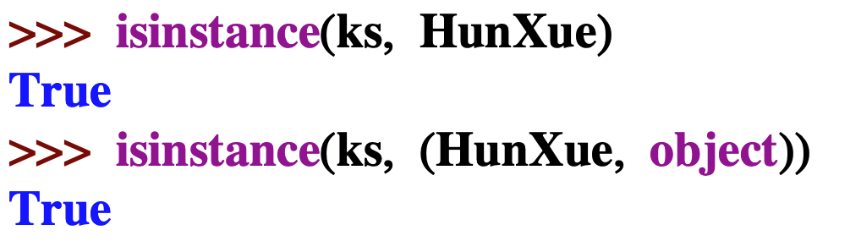 >>> isinstance(ks, HunXue)
True
>>> isinstance(ks, (HunXue, object))
True